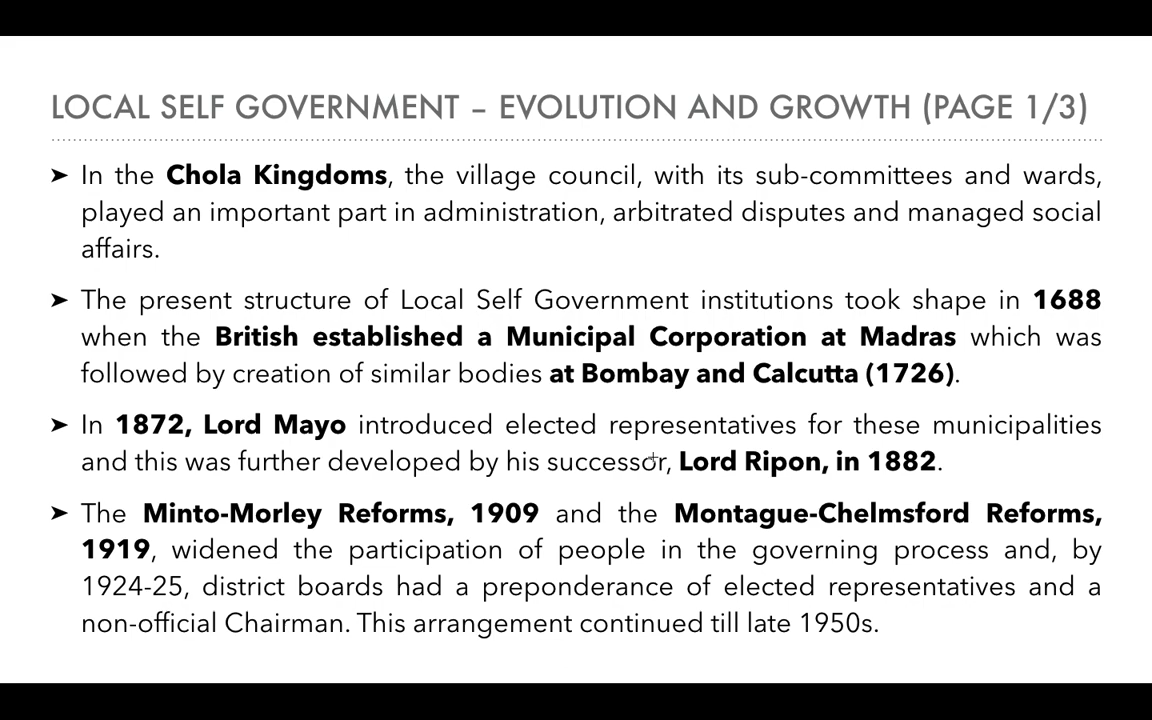 LOCAL SELF GOVERNMENT – EVOLUTION AND GROWTH (PAGE 1/3)
➤ In the Chola Kingdoms, the village council, with its sub-committees and wards,
played an important part in administration, arbitrated disputes and managed social
affairs.
➤ The present structure of Local Self Government institutions took shape in 1688
when the British established a Municipal Corporation at Madras which was
followed by creation of similar bodies at Bombay and Calcutta (1726).
➤ In 1872, Lord Mayo introduced elected representatives for these municipalities
and this was further developed by his successor, Lord Ripon, in 1882.
➤ The Minto-Morley Reforms, 1909 and the Montague-Chelmsford Reforms,
1919, widened the participation of people in the governing process and, by
1924-25, district boards had a preponderance of elected representatives and a
non-official Chairman. This arrangement continued till late 1950s.